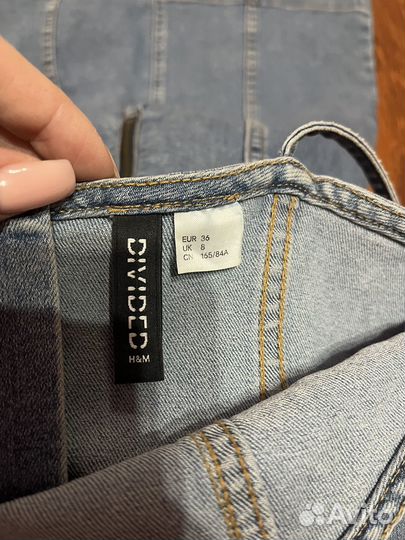 DIVIDED
H&M
EUR 36
UK 8
CN 165/84A
Avito